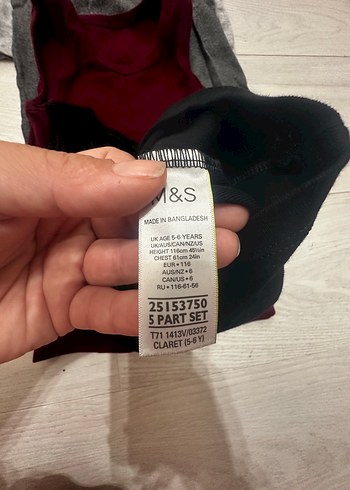 M&S
MADE IN BANGLADESH
UK AGE 5-6 YEARS
UK/AUS/CAN/NZ/US
HEIGHT 116cm 45½in
CHEST 61cm 24in
EUR • 116
AUS/NZ • 6
CAN/US • 6
RU • 116-61-56
25153750
5 PART SET
T71 1413V/03372
CLARET (5-6 Y)